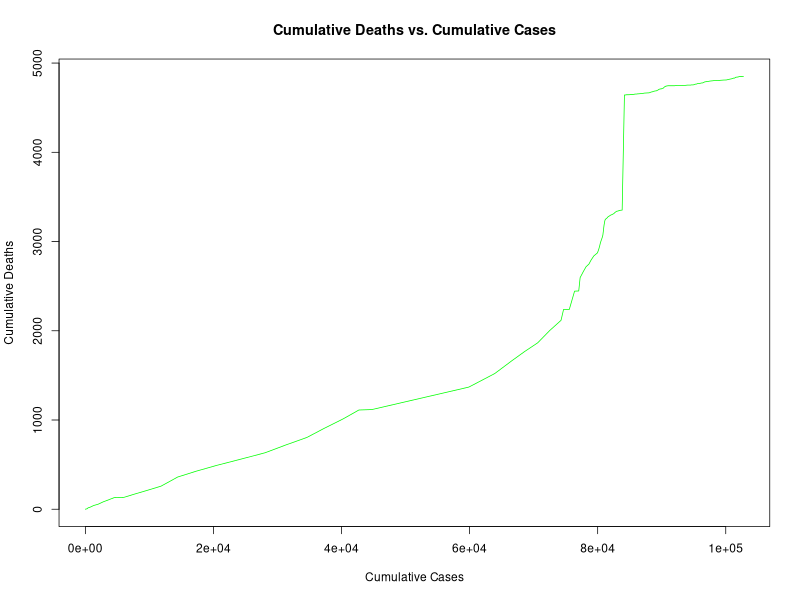 Cumulative Deaths vs. Cumulative Cases
Cumulative Deaths
5000
4000
3000
2000
1000
0
0e+00 2e+04 4e+04 6e+04 8e+04 1e+05
Cumulative Cases